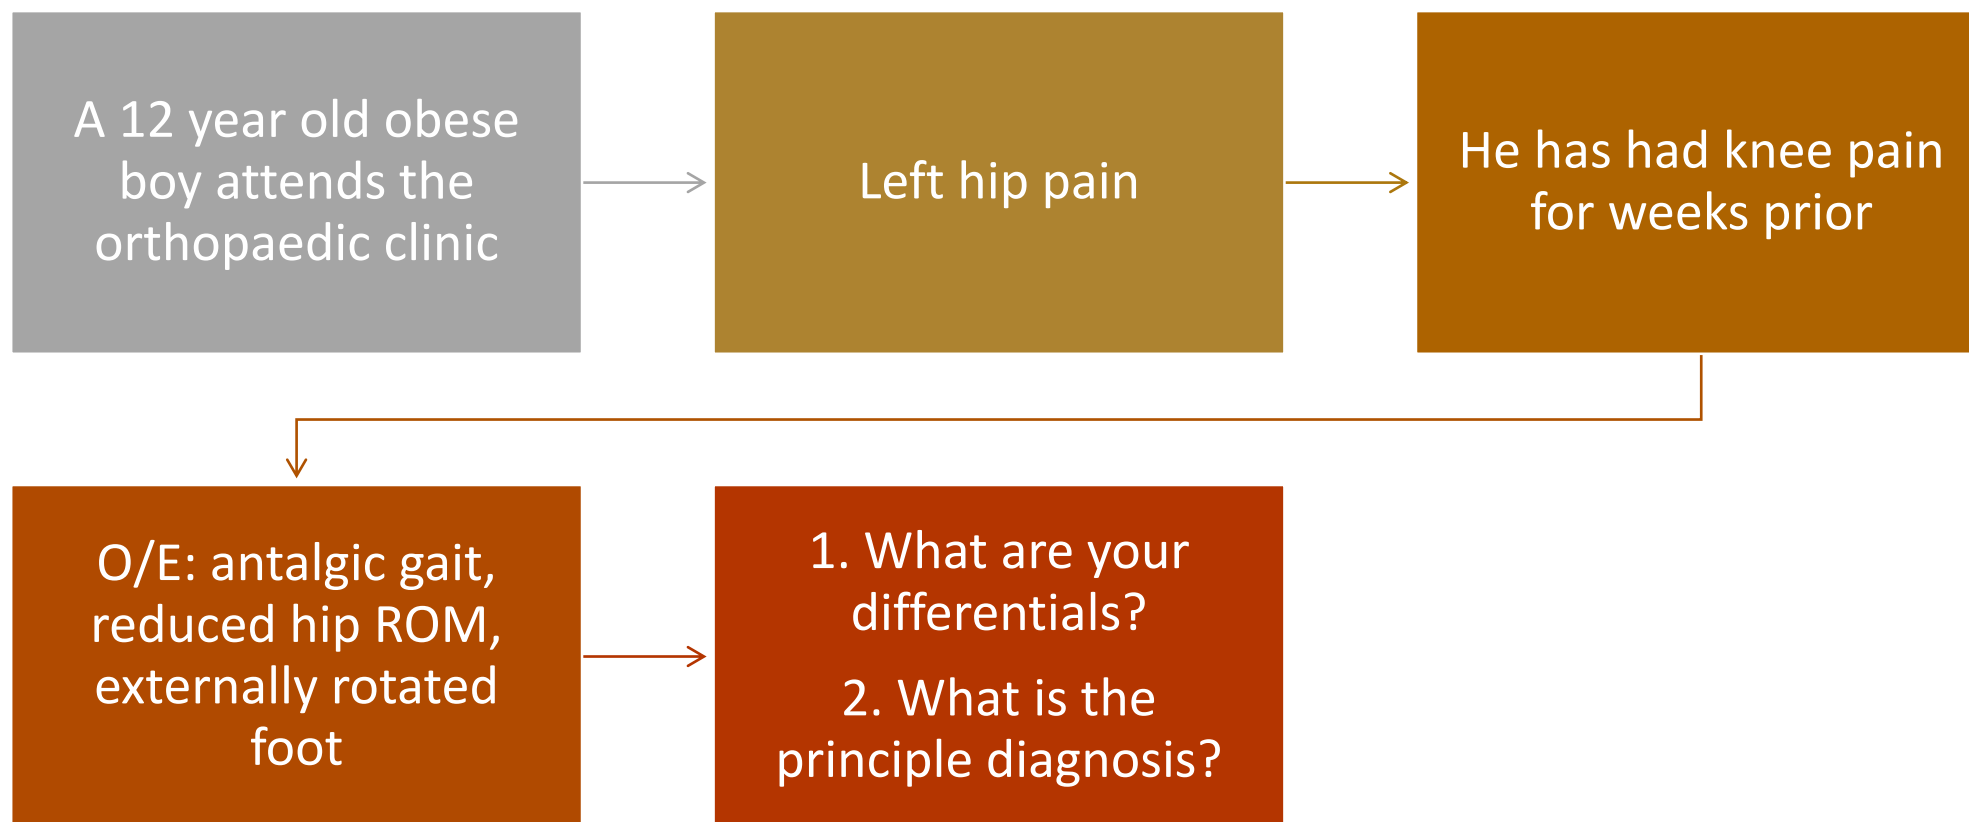 A 12 year old obese
boy attends the
orthopaedic clinic
Left hip pain
He has had knee pain
for weeks prior
O/E: antalgic gait,
reduced hip ROM,
externally rotated
foot
1. What are your
differentials?
2. What is the
principle diagnosis?